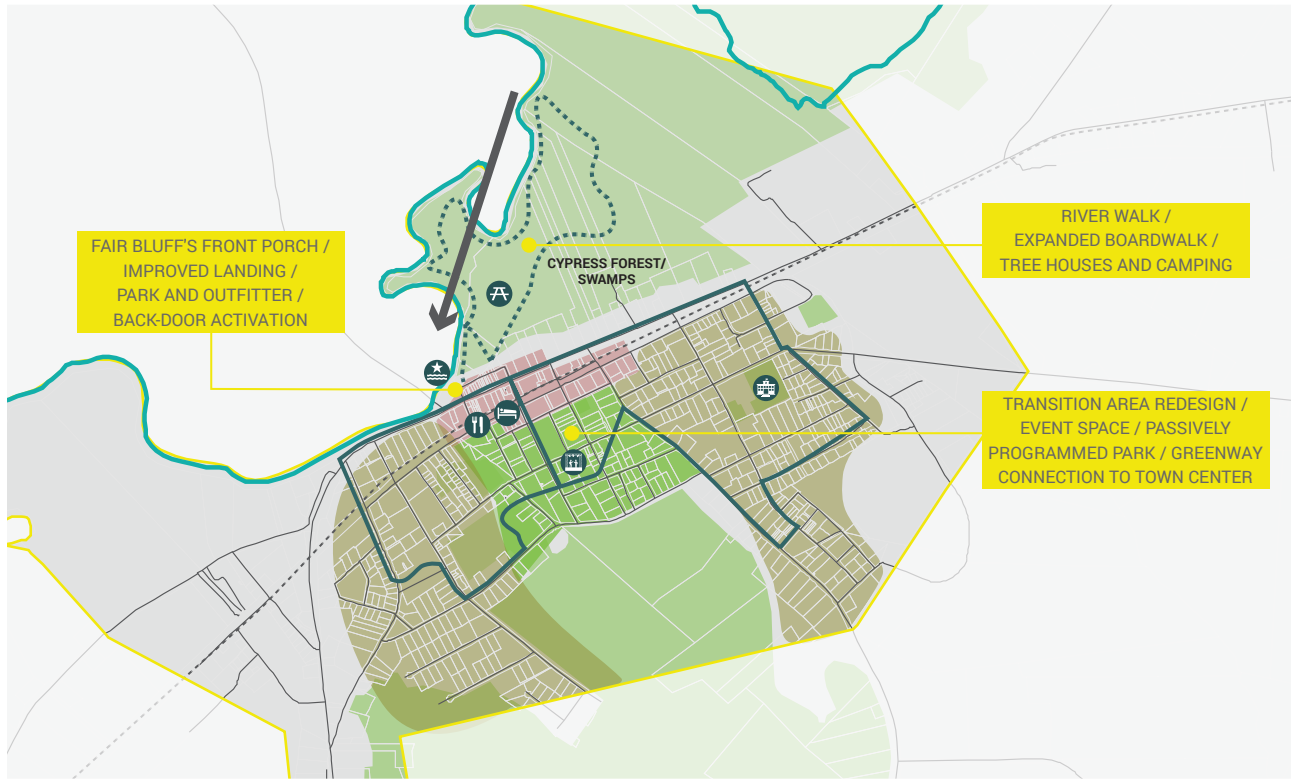 FAIR BLUFF'S FRONT PORCH /
IMPROVED LANDING /
PARK AND OUTFITTER /
BACK-DOOR ACTIVATION
CYPRESS FOREST/
SWAMPS
RIVER WALK /
EXPANDED BOARDWALK /
TREE HOUSES AND CAMPING
TRANSITION AREA REDESIGN /
EVENT SPACE / PASSIVELY
PROGRAMMED PARK / GREENWAY
CONNECTION TO TOWN CENTER